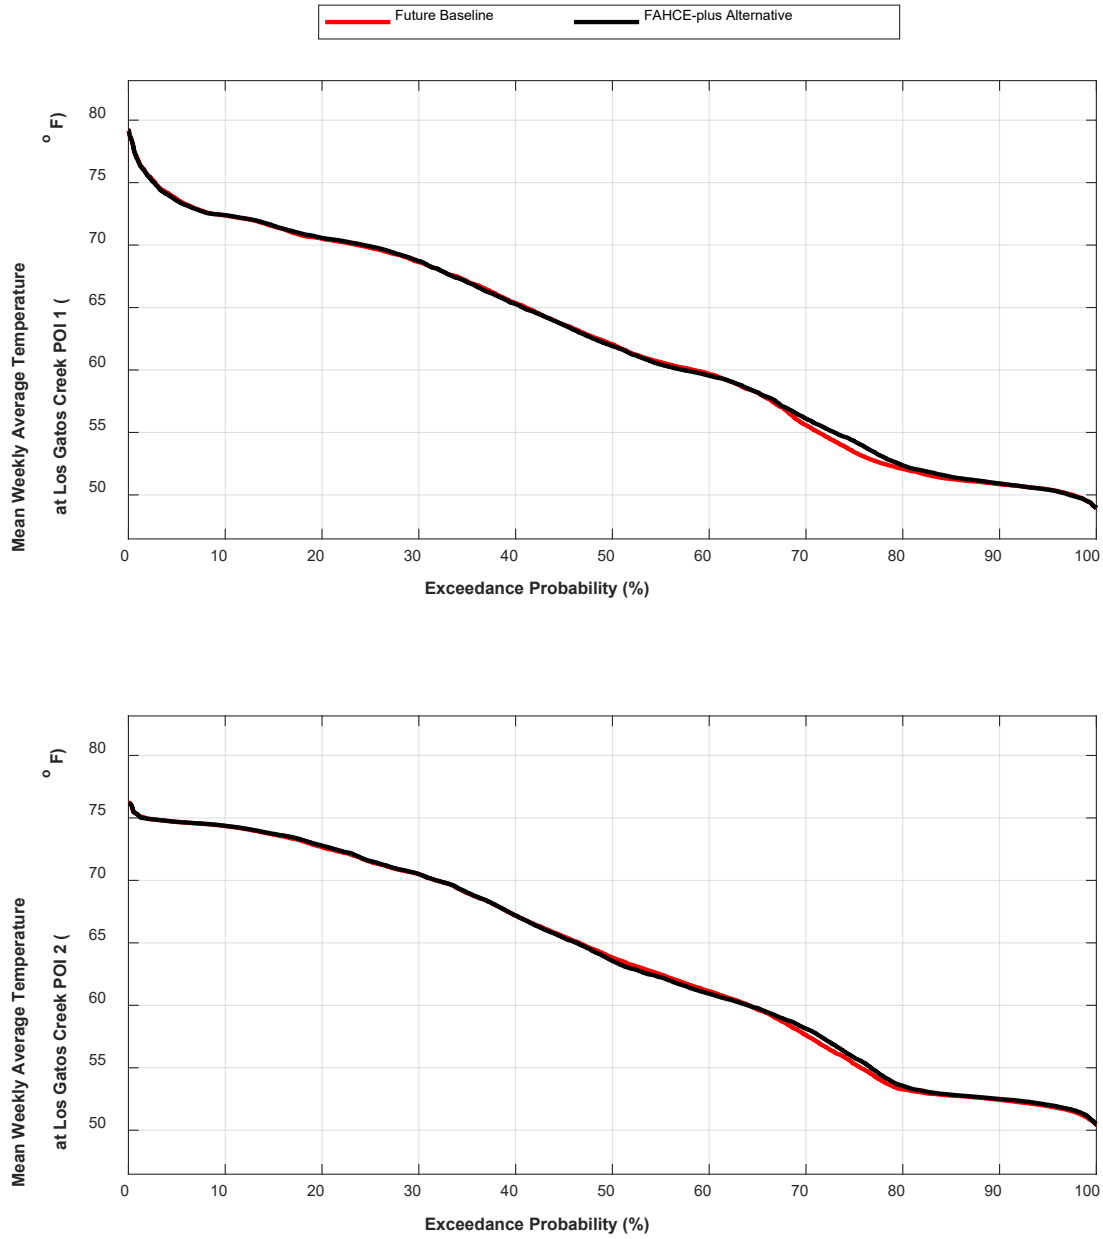 Future Baseline
FAHCE-plus Alternative
Mean Weekly Average Temperature
at Los Gatos Creek POI 1 (
o F)
80
75
70
65
60
55
50
0 10 20 30 40 50 60 70 80 90 100
Exceedance Probability (%)
Mean Weekly Average Temperature
at Los Gatos Creek POI 2 (
o F)
80
75
70
65
60
55
50
0 10 20 30 40 50 60 70 80 90 100
Exceedance Probability (%)